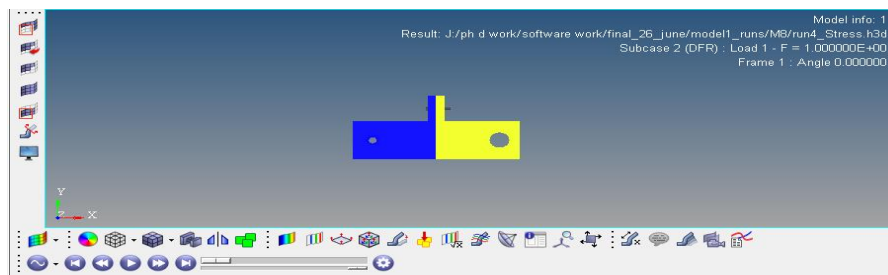 Model info: 1
Result: J:/ph d work/software work/final_26_june/model1_runs/M8/run4_Stress.h3d
Subcase 2 (DFR) : Load 1 - F = 1.000000E+00
Frame 1 : Angle 0.000000
Y
Z X